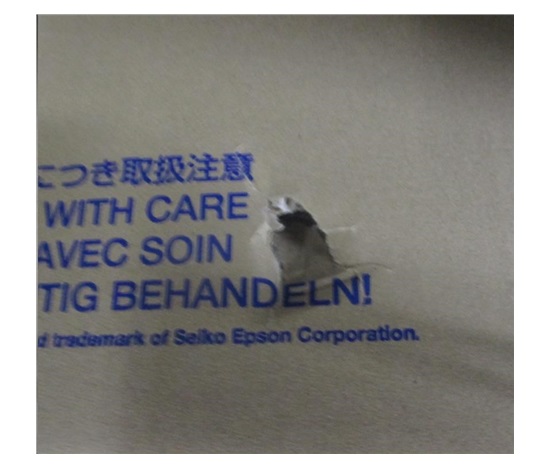 につき取扱注意
WITH CARE
AVEC SOIN
TIG BEHANDELN!
d trademark of Seiko Epson Corporation.